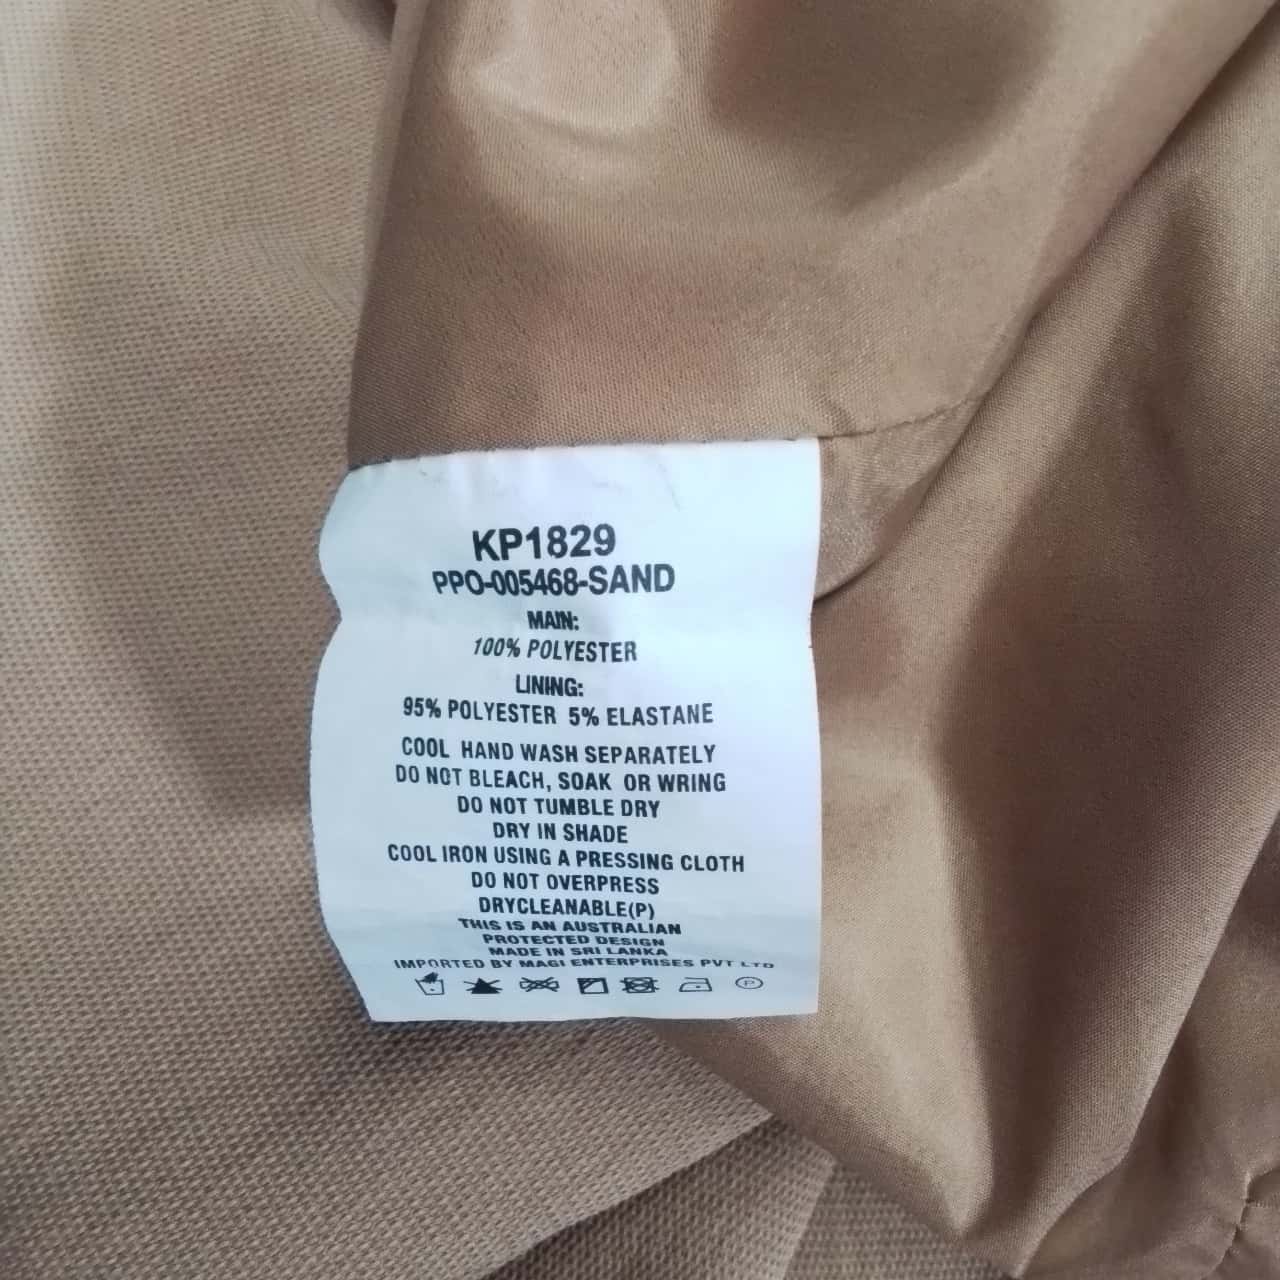 KP1829
PPO-005468-SAND
MAIN:
100% POLYESTER
LINING:
95% POLYESTER 5% ELASTANE
COOL HAND WASH SEPARATELY
DO NOT BLEACH, SOAK OR WRING
DO NOT TUMBLE DRY
DRY IN SHADE
COOL IRON USING A PRESSING CLOTH
DO NOT OVERPRESS
DRYCLEANABLE(P)
THIS IS AN AUSTRALIAN
PROTECTED DESIGN
MADE IN SRI LANKA
IMPORTED BY MAGI ENTERPRISES PVT LTD
P